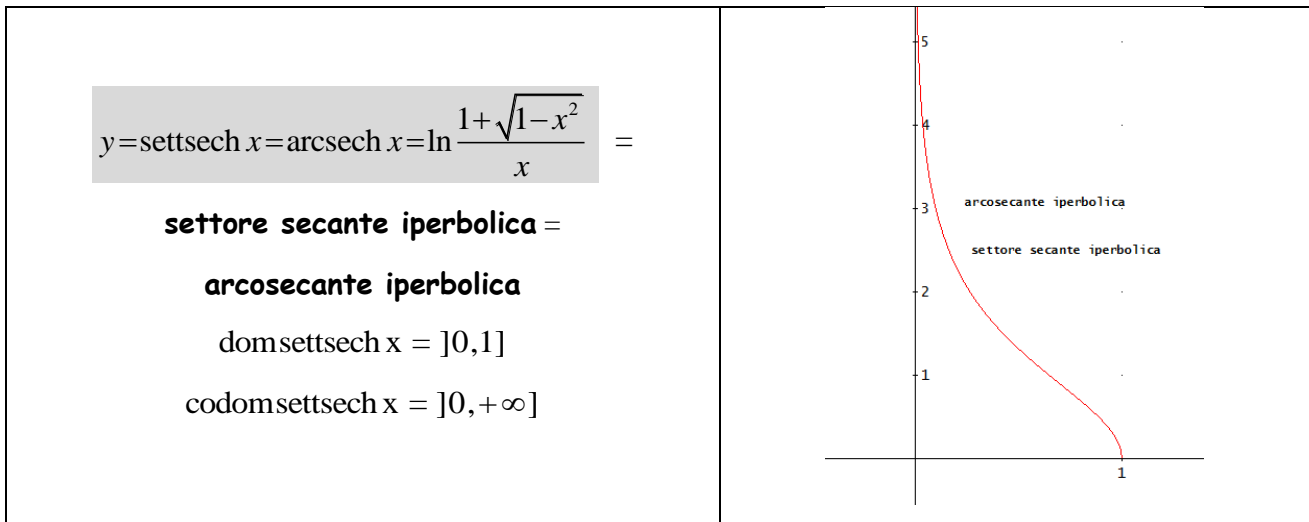 y=settsech x=arcsech x=ln (1+√(1−x²))/x =
settore secante iperbolica =
arcosecante iperbolica
domsettsech x = ]0,1]
codomsettsech x = ]0,+∞]
5
4
3
arcosecante iperbolica
settore secante iperbolica
2
1
1